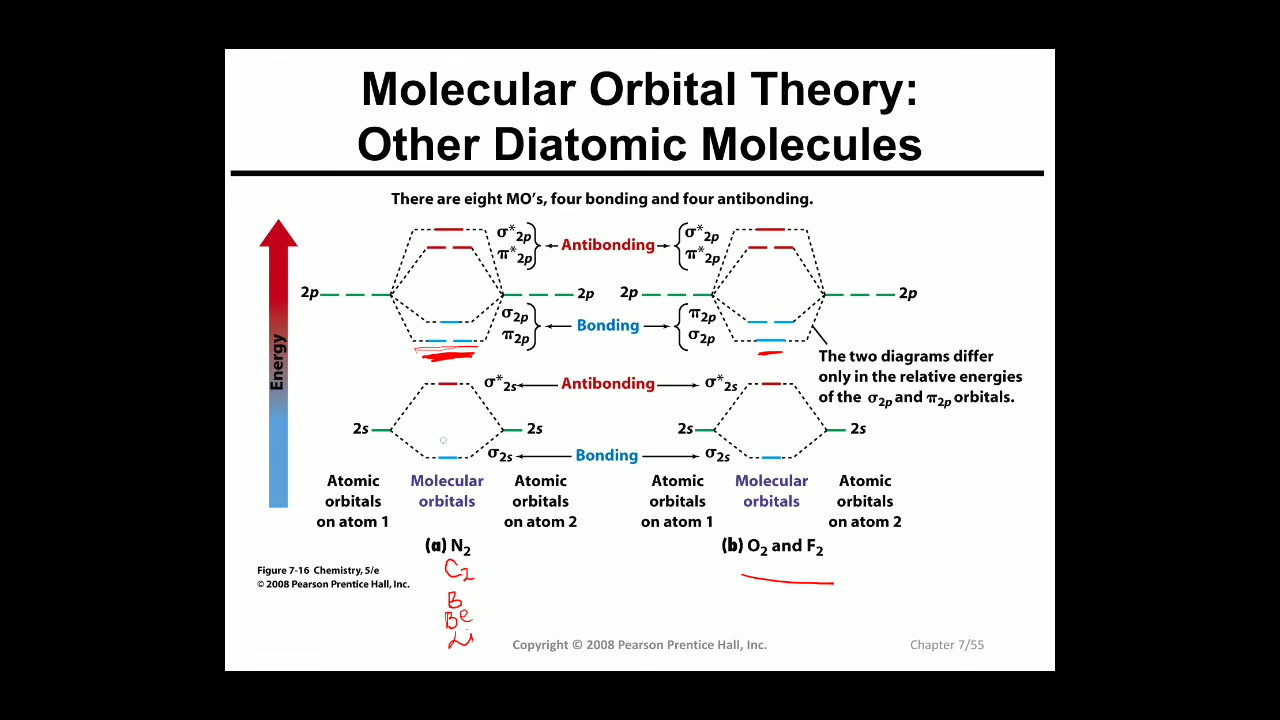 Molecular Orbital Theory:
Other Diatomic Molecules
There are eight MO's, four bonding and four antibonding.
Energy
σ*2p
π*2p
Antibonding
σ*2p
π*2p
2p
2p
2p
2p
σ2p
π2p
Bonding
π2p
σ2p
The two diagrams differ
only in the relative energies
of the σ2p and π2p orbitals.
σ*2s
Antibonding
σ*2s
2s
2s
2s
2s
σ2s
Bonding
σ2s
Atomic
orbitals
on atom 1
Molecular
orbitals
Atomic
orbitals
on atom 2
Atomic
orbitals
on atom 1
Molecular
orbitals
Atomic
orbitals
on atom 2
(a) N2
(b) O2 and F2
C2
B
Be
Li
Figure 7-16 Chemistry, 5/e
© 2008 Pearson Prentice Hall, Inc.
Copyright © 2008 Pearson Prentice Hall, Inc.
Chapter 7/55